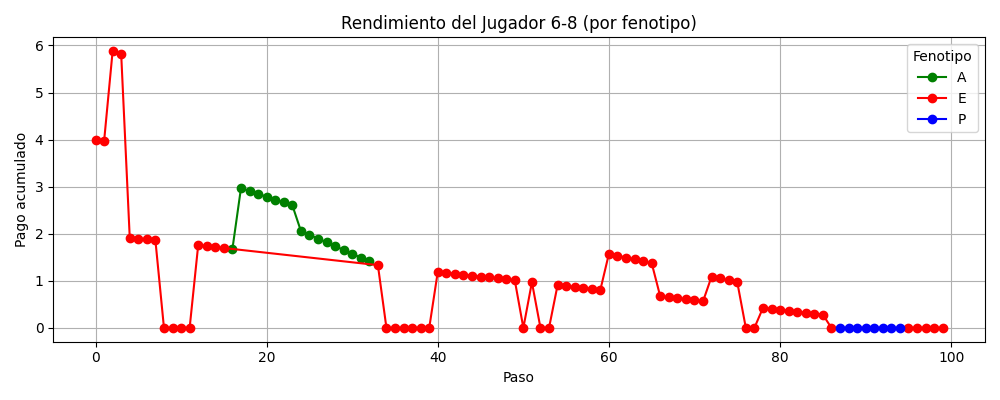 Rendimiento del Jugador 6-8 (por fenotipo)
Pago acumulado
6
5
4
3
2
1
0
Fenotipo
A
E
P
0 20 40 60 80 100
Paso